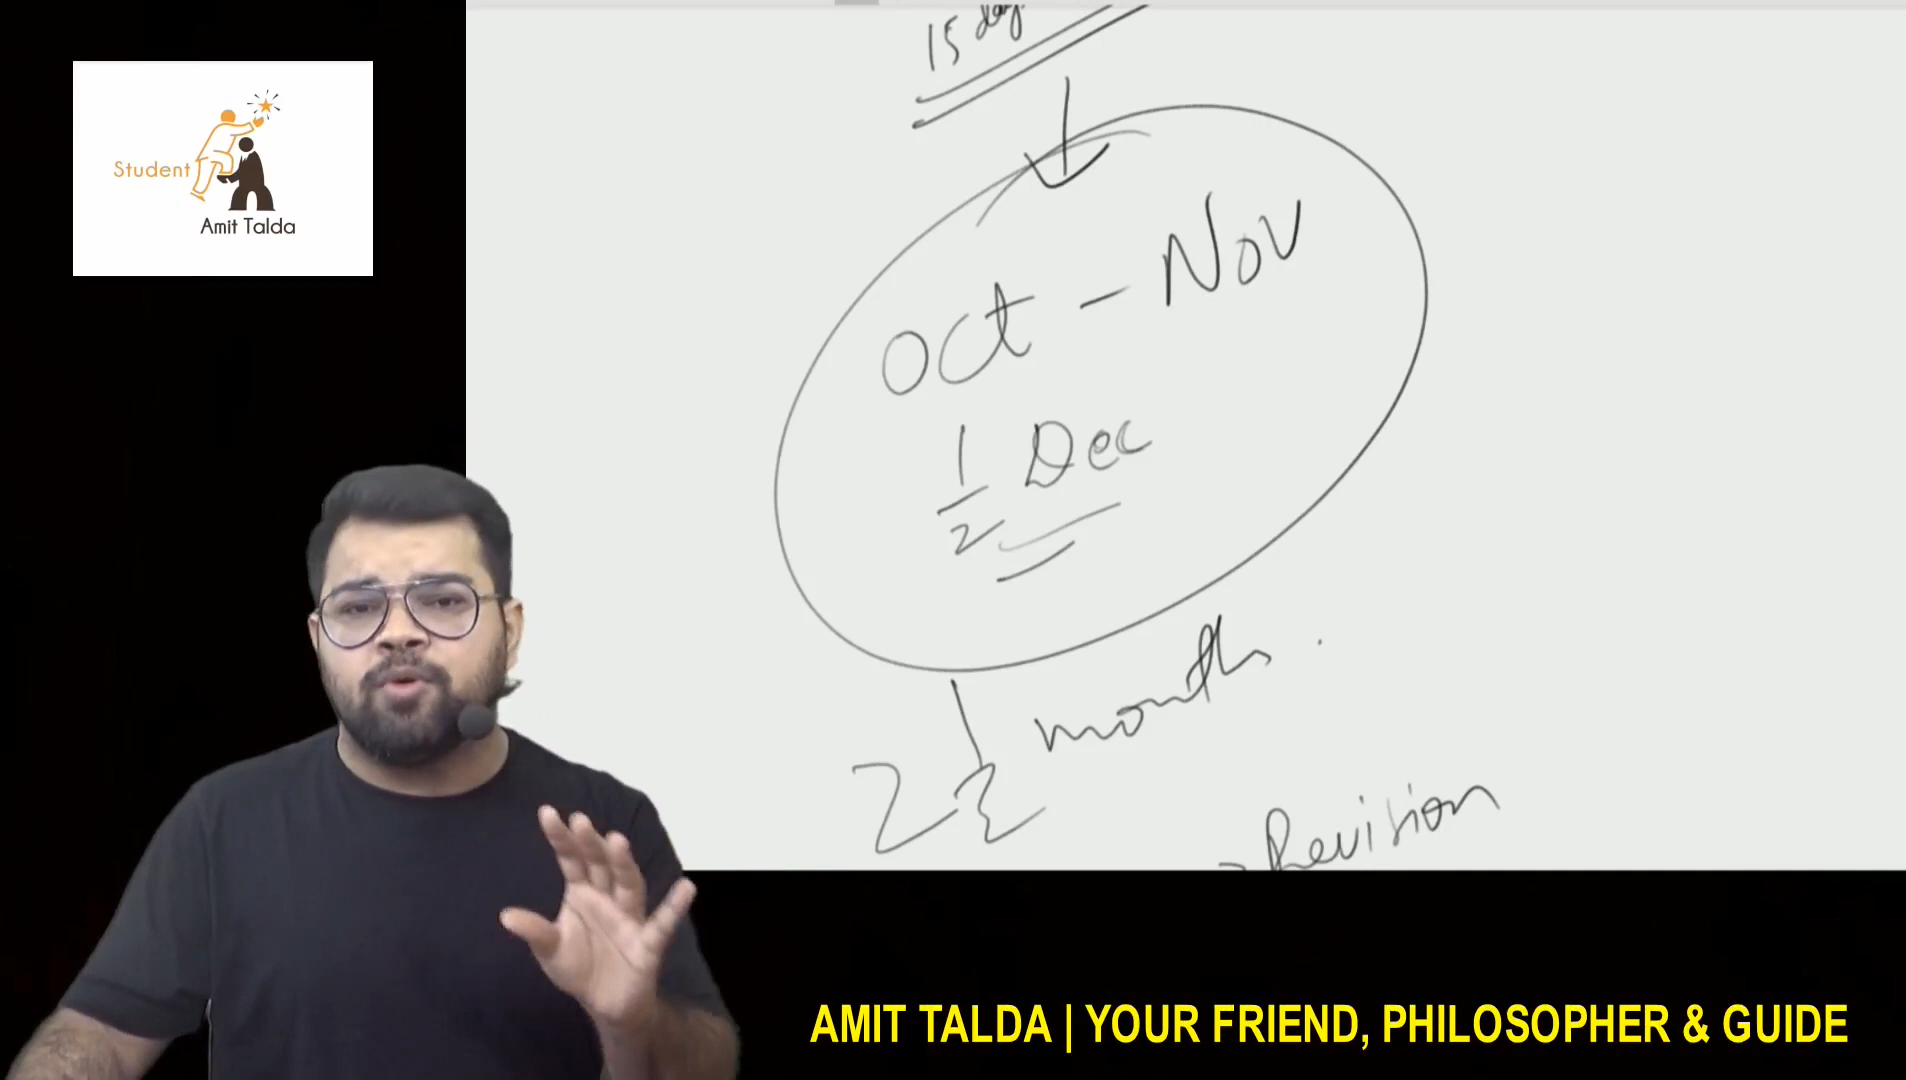 15 days
Student
Amit Talda
Oct - Nov
1/2 Dec
2 1/2 months.
→ Revision
AMIT TALDA | YOUR FRIEND, PHILOSOPHER & GUIDE